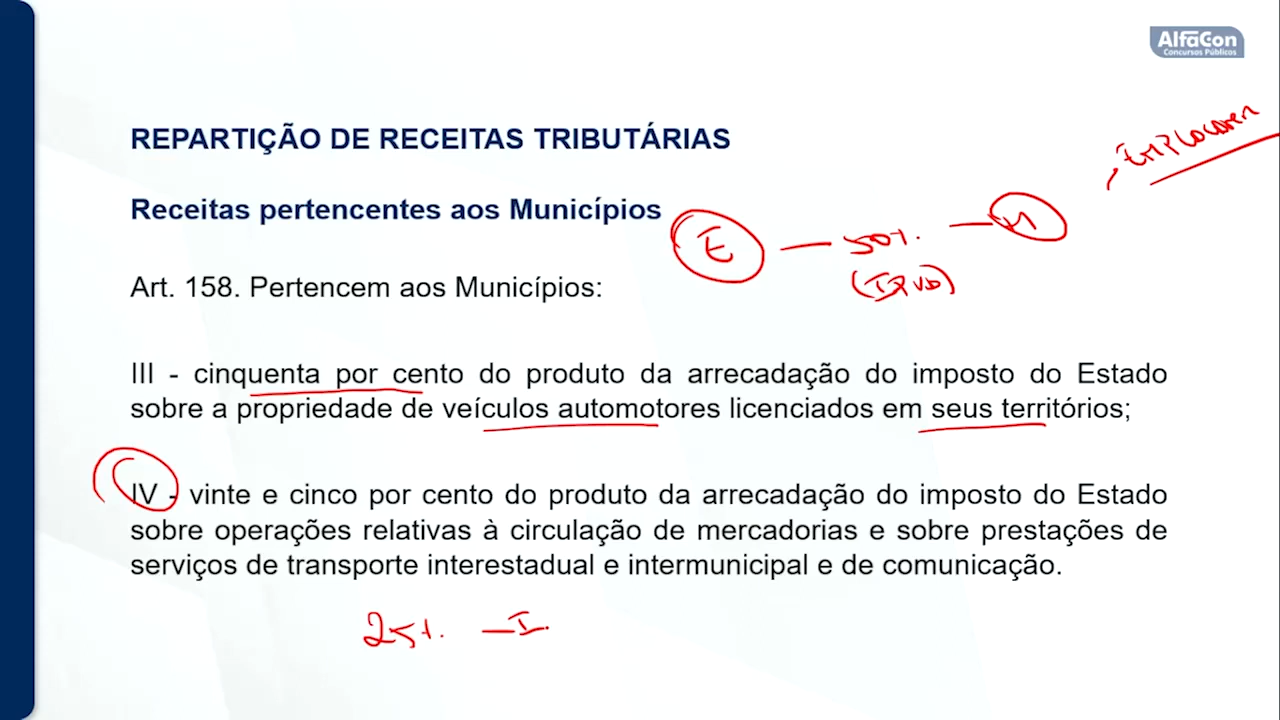 AlfaCon
Concursos Públicos
REPARTIÇÃO DE RECEITAS TRIBUTÁRIAS
Receitas pertencentes aos Municípios
E — 50%. — M
(IPVA)
Art. 158. Pertencem aos Municípios:
III - cinquenta por cento do produto da arrecadação do imposto do Estado
sobre a propriedade de veículos automotores licenciados em seus territórios;
IV - vinte e cinco por cento do produto da arrecadação do imposto do Estado
sobre operações relativas à circulação de mercadorias e sobre prestações de
serviços de transporte interestadual e intermunicipal e de comunicação.
25%. — I